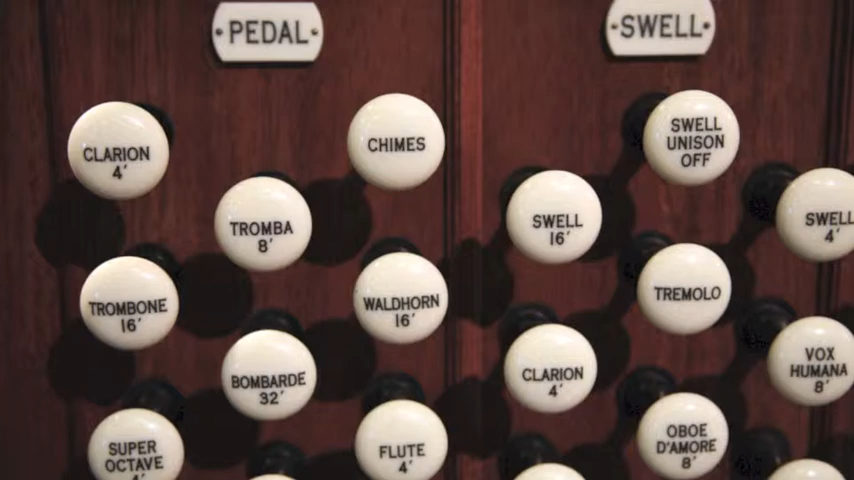 PEDAL
CLARION
4′
CHIMES
TROMBA
8′
TROMBONE
16′
WALDHORN
16′
BOMBARDE
32′
SUPER
OCTAVE
4′
FLUTE
4′
SWELL
SWELL
UNISON
OFF
SWELL
16′
SWELL
4′
TREMOLO
CLARION
4′
VOX
HUMANA
8′
OBOE
D'AMORE
8′